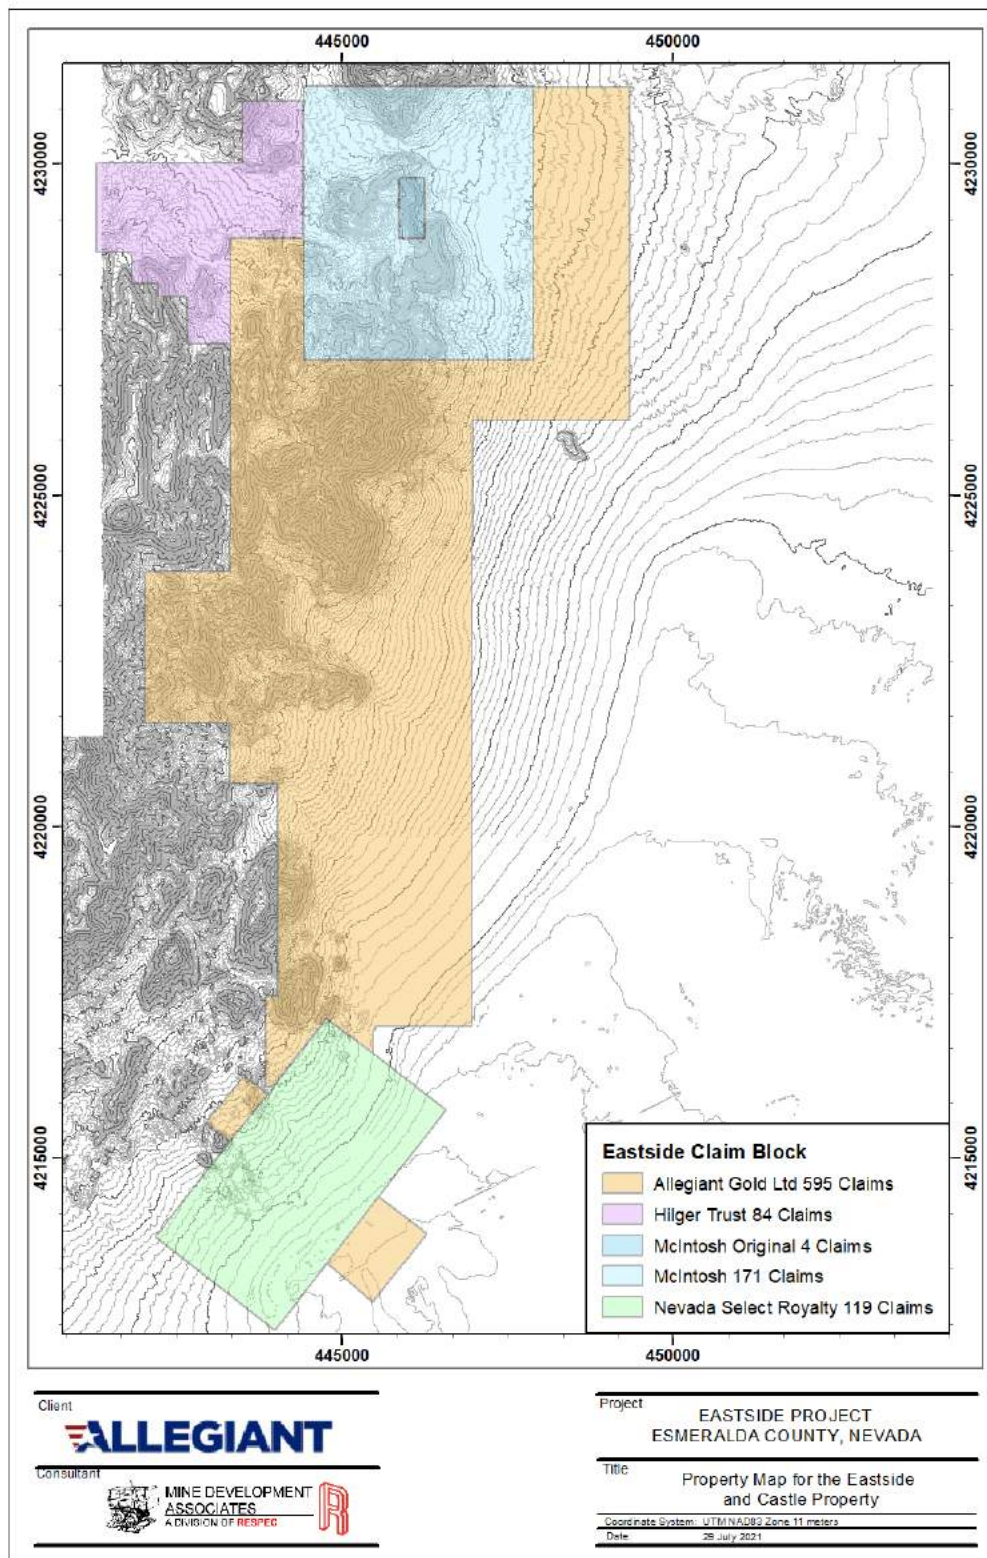 445000
450000
4230000
4230000
4225000
4225000
4220000
4220000
4215000
4215000
Eastside Claim Block
Allegiant Gold Ltd 595 Claims
Hilger Trust 84 Claims
McIntosh Original 4 Claims
McIntosh 171 Claims
Nevada Select Royalty 119 Claims
445000
450000
Client
ALLEGIANT
Consultant
MINE DEVELOPMENT
ASSOCIATES
A DIVISION OF RESPEC
R
Project
EASTSIDE PROJECT
ESMERALDA COUNTY, NEVADA
Title
Property Map for the Eastside
and Castle Property
Coordinate System: UTM NAD83 Zone 11 meters
Date 29 July 2021